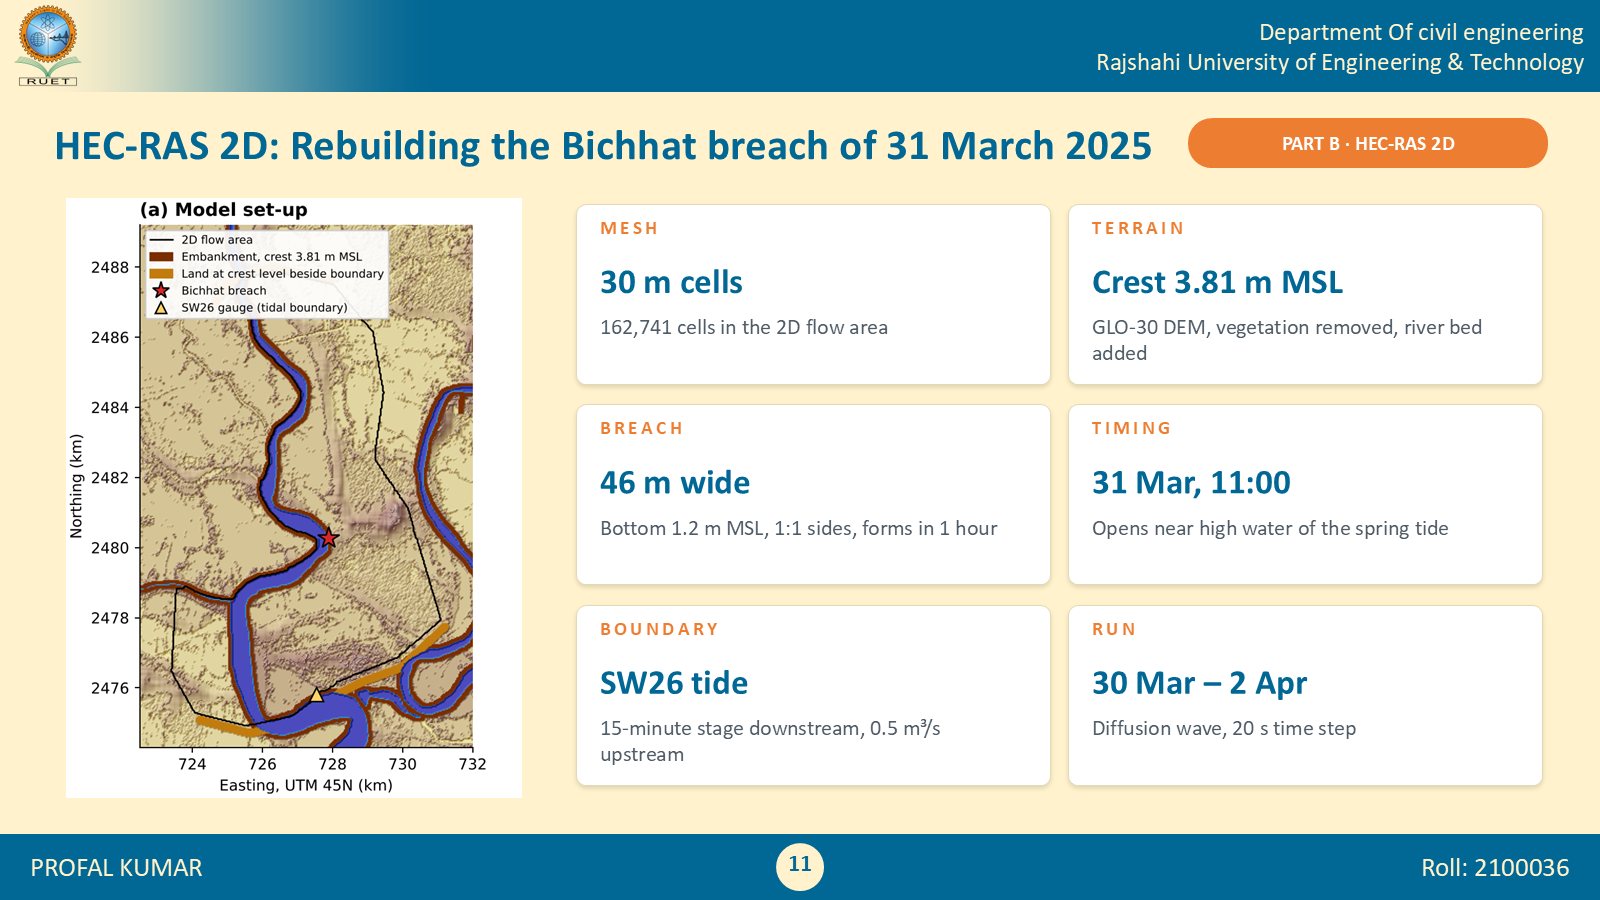 RUET
Department Of civil engineering
Rajshahi University of Engineering & Technology
HEC-RAS 2D: Rebuilding the Bichhat breach of 31 March 2025
PART B · HEC-RAS 2D
(a) Model set-up
2D flow area
Embankment, crest 3.81 m MSL
Land at crest level beside boundary
Bichhat breach
SW26 gauge (tidal boundary)
2488
2486
2484
2482
2480
2478
2476
Northing (km)
724 726 728 730 732
Easting, UTM 45N (km)
MESH
30 m cells
162,741 cells in the 2D flow area
TERRAIN
Crest 3.81 m MSL
GLO-30 DEM, vegetation removed, river bed
added
BREACH
46 m wide
Bottom 1.2 m MSL, 1:1 sides, forms in 1 hour
TIMING
31 Mar, 11:00
Opens near high water of the spring tide
BOUNDARY
SW26 tide
15-minute stage downstream, 0.5 m³/s
upstream
RUN
30 Mar – 2 Apr
Diffusion wave, 20 s time step
PROFAL KUMAR
11
Roll: 2100036